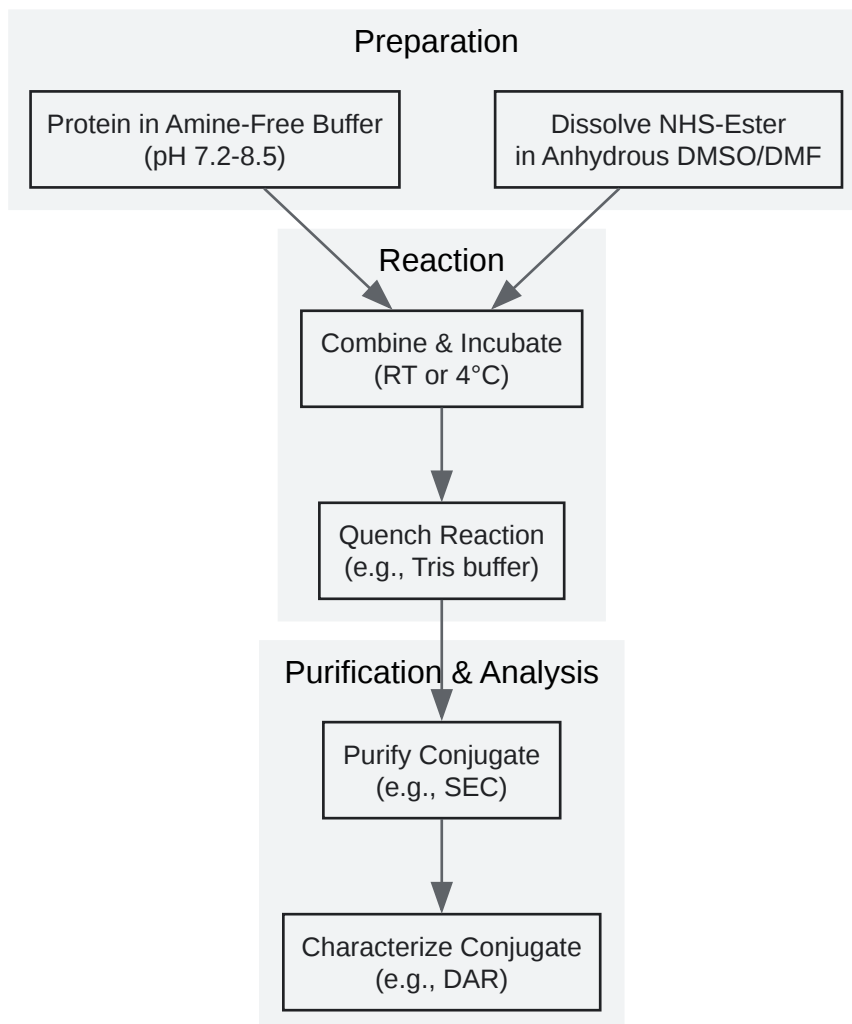 Preparation
Protein in Amine-Free Buffer
(pH 7.2-8.5)
Dissolve NHS-Ester
in Anhydrous DMSO/DMF
Reaction
Combine & Incubate
(RT or 4°C)
Quench Reaction
(e.g., Tris buffer)
Purification & Analysis
Purify Conjugate
(e.g., SEC)
Characterize Conjugate
(e.g., DAR)